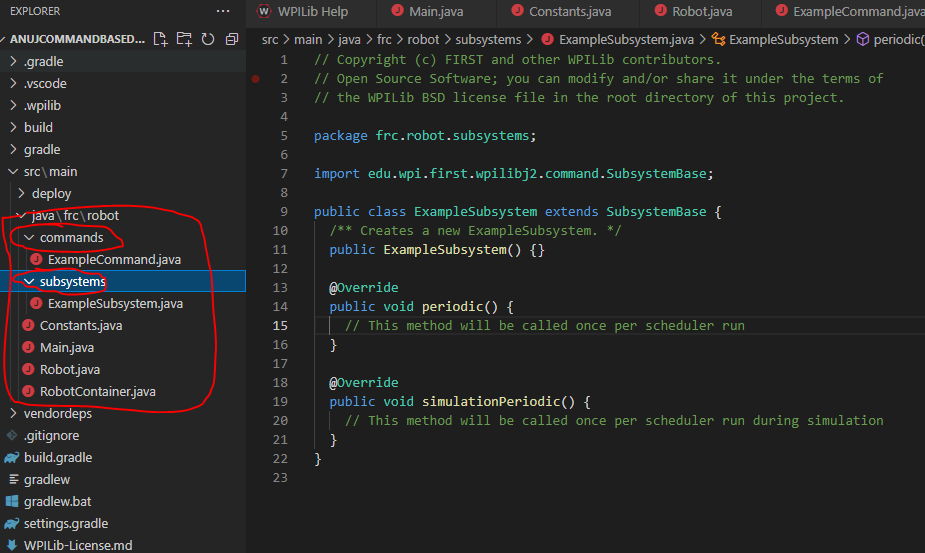 EXPLORER ···
ANUJCOMMANDBASED...
.gradle
.vscode
.wpilib
build
gradle
src\main
deploy
java\frc\robot
commands
ExampleCommand.java
subsystems
ExampleSubsystem.java
Constants.java
Main.java
Robot.java
RobotContainer.java
vendordeps
.gitignore
build.gradle
gradlew
gradlew.bat
settings.gradle
WPILib-License.md
WPILib Help Main.java Constants.java Robot.java ExampleCommand.java
src > main > java > frc > robot > subsystems > ExampleSubsystem.java > ExampleSubsystem > periodic(
1 // Copyright (c) FIRST and other WPILib contributors.
2 // Open Source Software; you can modify and/or share it under the terms of
3 // the WPILib BSD license file in the root directory of this project.
4
5 package frc.robot.subsystems;
6
7 import edu.wpi.first.wpilibj2.command.SubsystemBase;
8
9 public class ExampleSubsystem extends SubsystemBase {
10 /** Creates a new ExampleSubsystem. */
11 public ExampleSubsystem() {}
12
13 @Override
14 public void periodic() {
15 // This method will be called once per scheduler run
16 }
17
18 @Override
19 public void simulationPeriodic() {
20 // This method will be called once per scheduler run during simulation
21 }
22 }
23